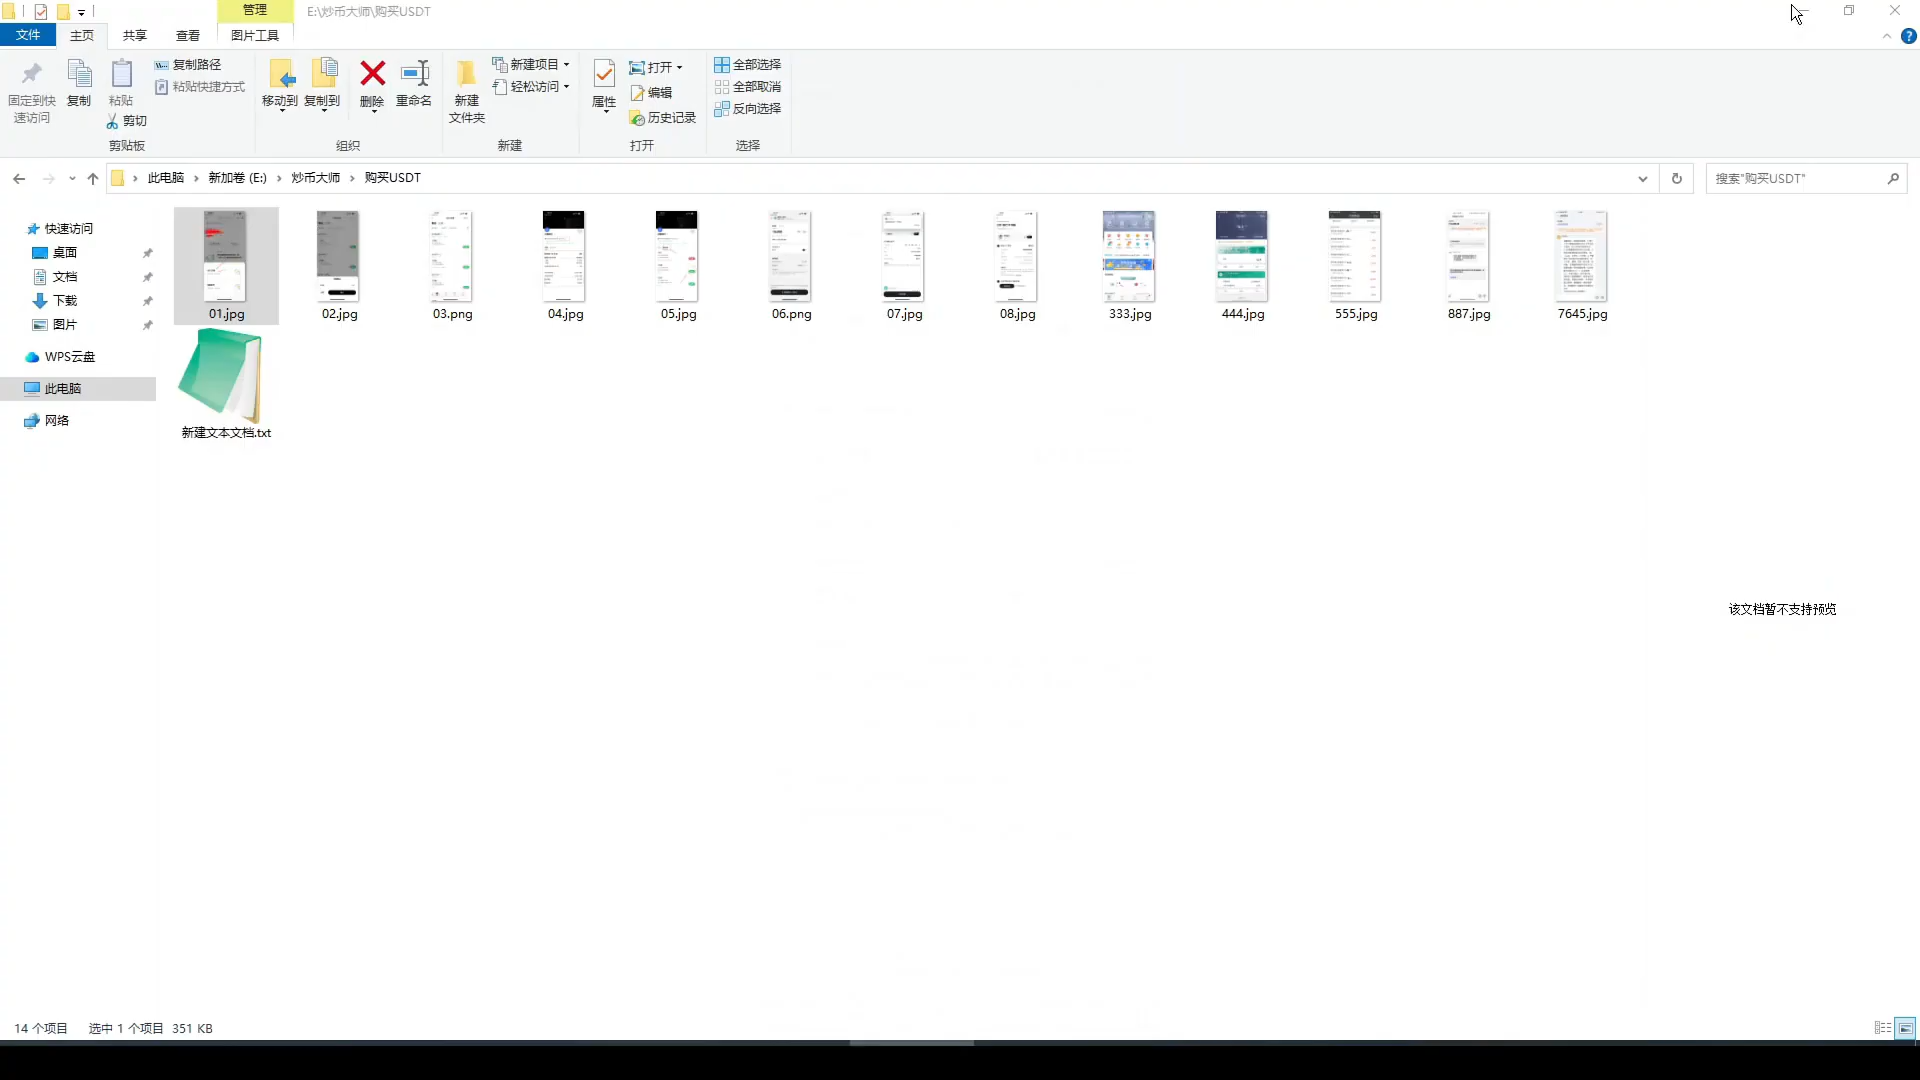 管理
E:\炒币大师\购买USDT
文件
主页
共享
查看
图片工具
固定到快
速访问
复制
粘贴
复制路径
粘贴快捷方式
剪切
剪贴板
移动到
复制到
删除
重命名
组织
新建
文件夹
新建项目
轻松访问
新建
属性
打开
编辑
历史记录
打开
全部选择
全部取消
反向选择
选择
此电脑 › 新加卷 (E:) › 炒币大师 › 购买USDT
搜索"购买USDT"
快速访问
桌面
文档
下载
图片
WPS云盘
此电脑
网络
01.jpg
02.jpg
03.png
04.jpg
05.jpg
06.png
07.jpg
08.jpg
333.jpg
444.jpg
555.jpg
887.jpg
7645.jpg
新建文本文档.txt
该文档暂不支持预览
14 个项目
选中 1 个项目 351 KB